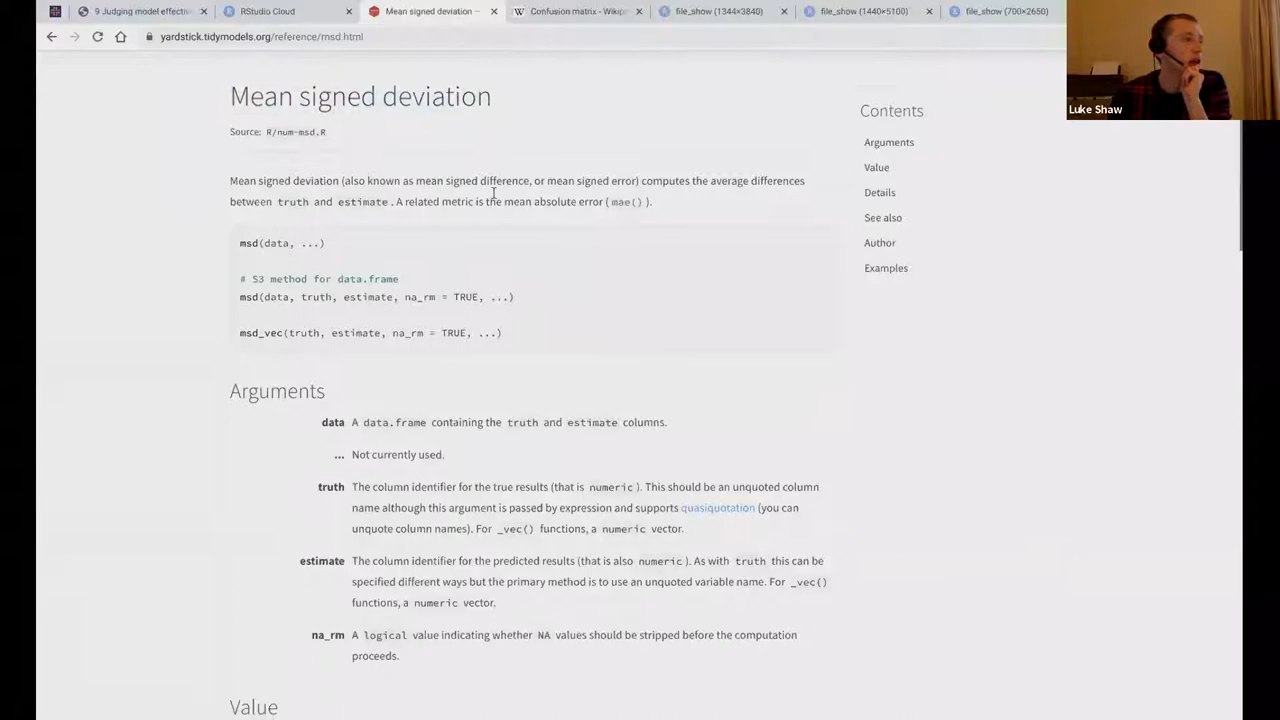 9 Judging model effectiv
RStudio Cloud
Mean signed deviation –
Confusion matrix - Wikip
file_show (1344×3840)
file_show (1440×5100)
file_show (700×2650)
yardstick.tidymodels.org/reference/msd.html
Luke Shaw
Mean signed deviation
Source: R/num-msd.R
Mean signed deviation (also known as mean signed difference, or mean signed error) computes the average differences
between truth and estimate. A related metric is the mean absolute error (mae()).
msd(data, ...)
# S3 method for data.frame
msd(data, truth, estimate, na_rm = TRUE, ...)
msd_vec(truth, estimate, na_rm = TRUE, ...)
Arguments
data A data.frame containing the truth and estimate columns.
... Not currently used.
truth The column identifier for the true results (that is numeric). This should be an unquoted column
name although this argument is passed by expression and supports quasiquotation (you can
unquote column names). For _vec() functions, a numeric vector.
estimate The column identifier for the predicted results (that is also numeric). As with truth this can be
specified different ways but the primary method is to use an unquoted variable name. For _vec()
functions, a numeric vector.
na_rm A logical value indicating whether NA values should be stripped before the computation
proceeds.
Value
Contents
Arguments
Value
Details
See also
Author
Examples